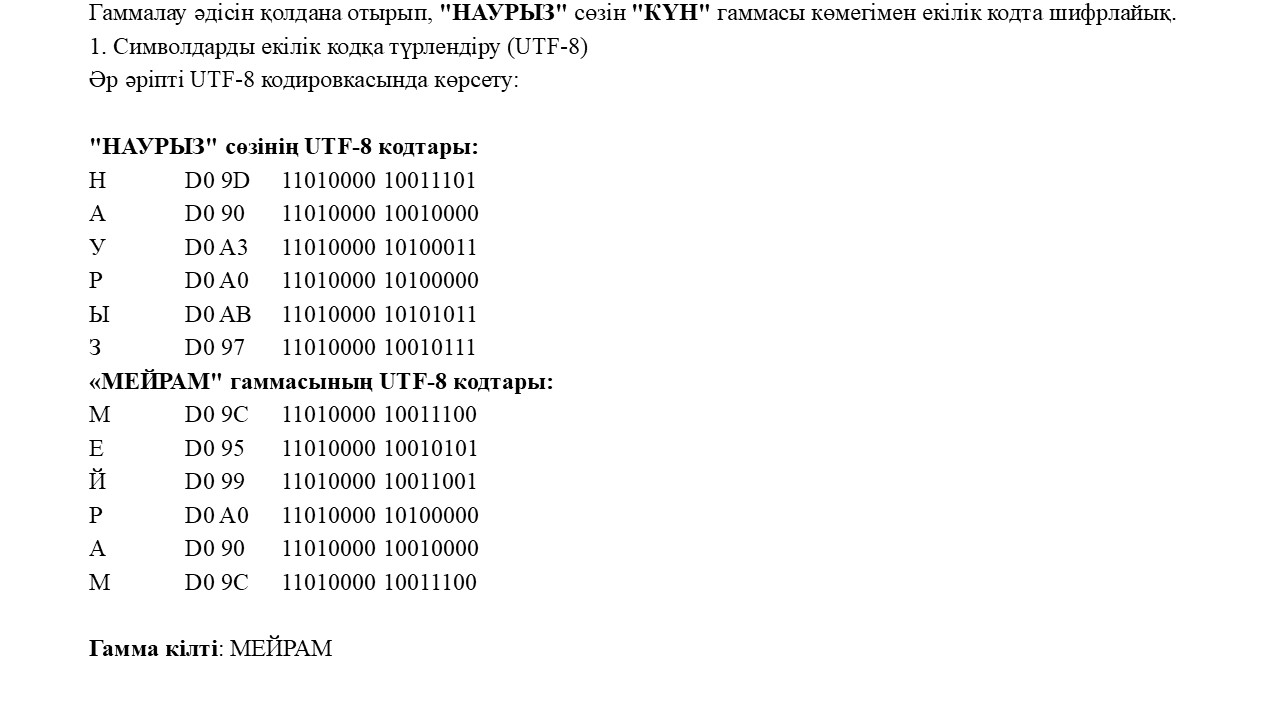 Гаммалау әдісін қолдана отырып, "НАУРЫЗ" сөзін "КҮН" гаммасы көмегімен екілік кодта шифрлайық.
1. Символдарды екілік кодқа түрлендіру (UTF-8)
Әр әріпті UTF-8 кодировкасында көрсету:
"НАУРЫЗ" сөзінің UTF-8 кодтары:
Н D0 9D 11010000 10011101
А D0 90 11010000 10010000
У D0 A3 11010000 10100011
Р D0 A0 11010000 10100000
Ы D0 AB 11010000 10101011
З D0 97 11010000 10010111
«МЕЙРАМ" гаммасының UTF-8 кодтары:
М D0 9C 11010000 10011100
Е D0 95 11010000 10010101
Й D0 99 11010000 10011001
Р D0 A0 11010000 10100000
А D0 90 11010000 10010000
М D0 9C 11010000 10011100
Гамма кілті: МЕЙРАМ